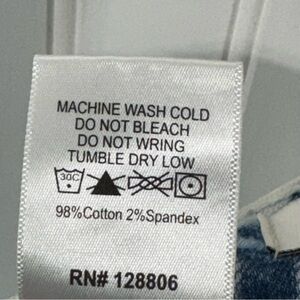 MACHINE WASH COLD
DO NOT BLEACH
DO NOT WRING
TUMBLE DRY LOW
30C
98%Cotton 2%Spandex
RN# 128806